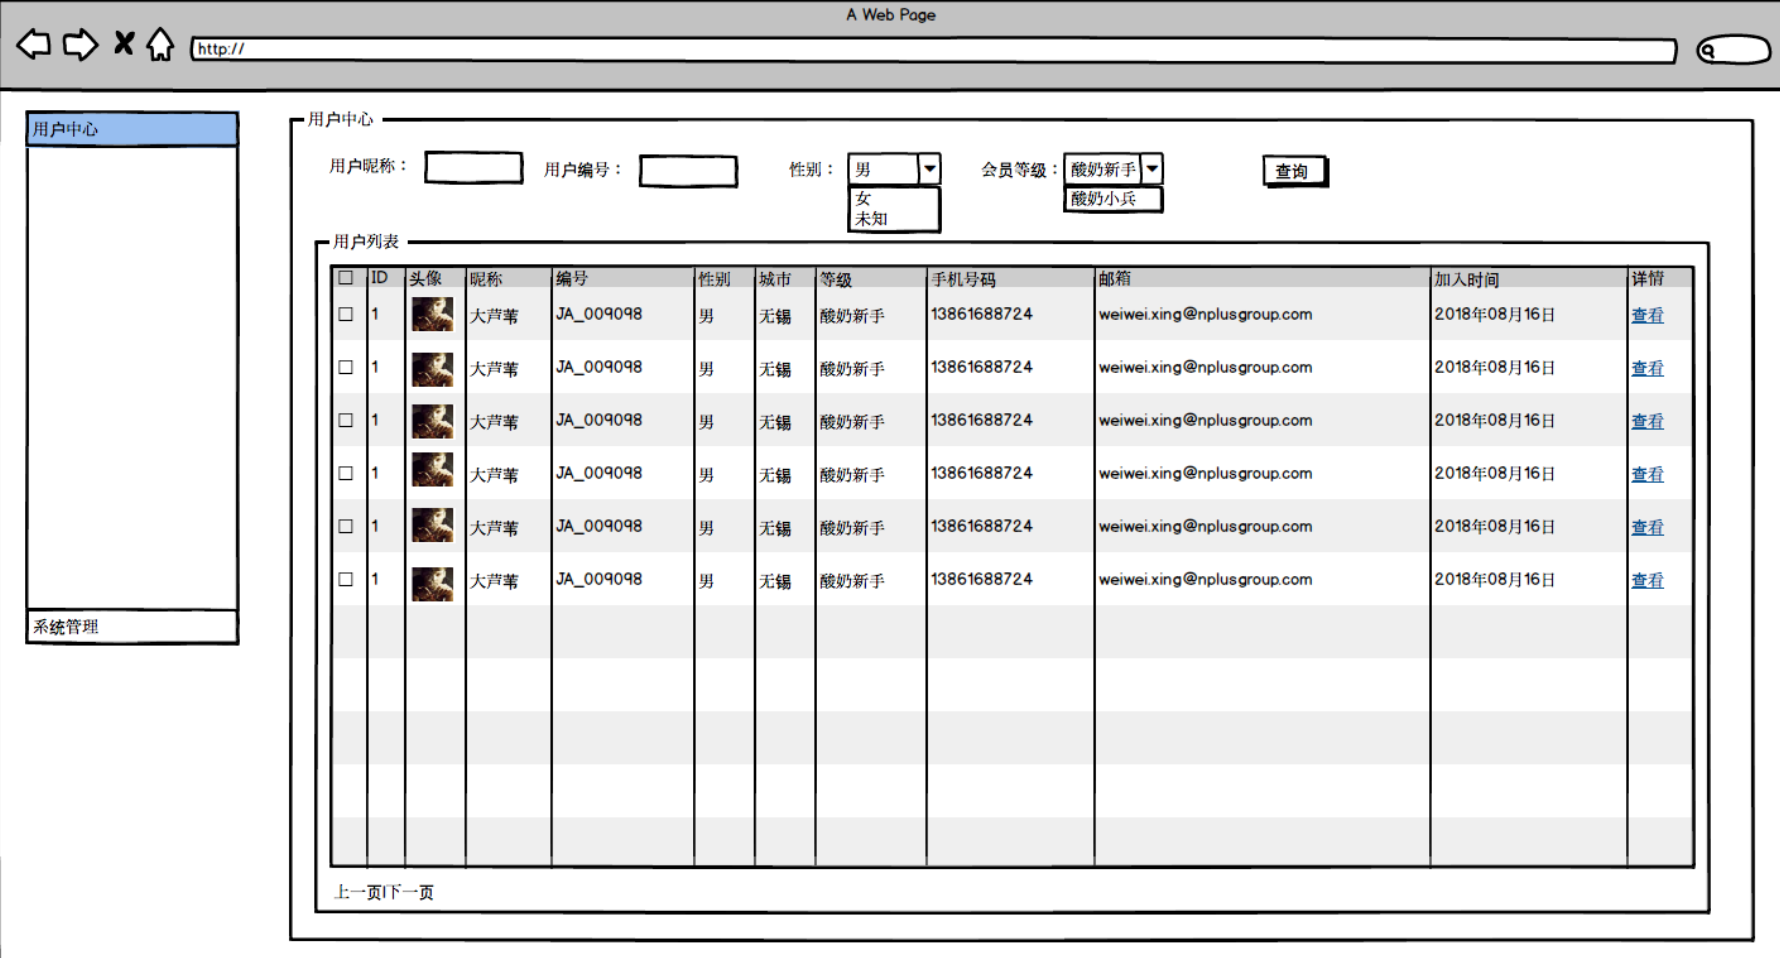 A Web Page
http://
用户中心
系统管理
用户中心
用户昵称： 用户编号： 性别： 男 会员等级： 酸奶新手 查询
女 酸奶小兵
未知
用户列表
ID 头像 昵称 编号 性别 城市 等级 手机号码 邮箱 加入时间 详情
1 大芦苇 JA_009098 男 无锡 酸奶新手 13861688724 weiwei.xing@nplusgroup.com 2018年08月16日 查看
1 大芦苇 JA_009098 男 无锡 酸奶新手 13861688724 weiwei.xing@nplusgroup.com 2018年08月16日 查看
1 大芦苇 JA_009098 男 无锡 酸奶新手 13861688724 weiwei.xing@nplusgroup.com 2018年08月16日 查看
1 大芦苇 JA_009098 男 无锡 酸奶新手 13861688724 weiwei.xing@nplusgroup.com 2018年08月16日 查看
1 大芦苇 JA_009098 男 无锡 酸奶新手 13861688724 weiwei.xing@nplusgroup.com 2018年08月16日 查看
1 大芦苇 JA_009098 男 无锡 酸奶新手 13861688724 weiwei.xing@nplusgroup.com 2018年08月16日 查看
上一页|下一页